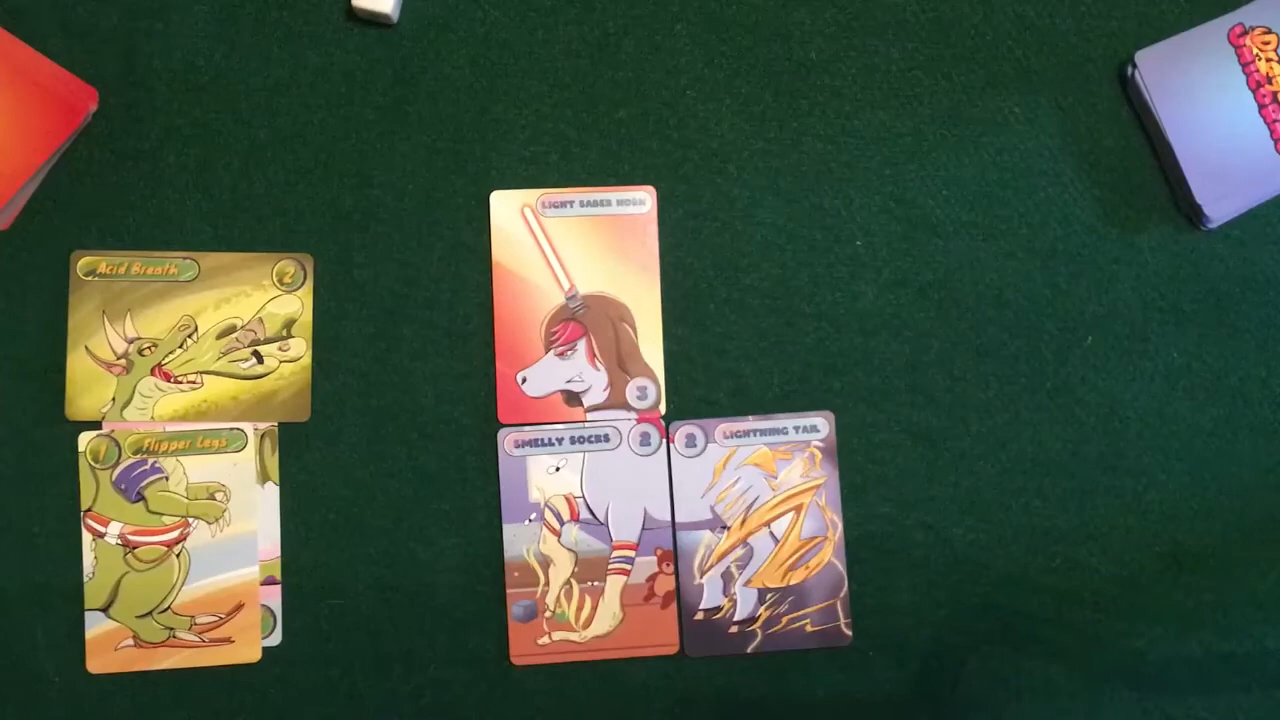 Acid Breath
2
1
Flipper Legs
LIGHT SABER HORN
3
SMELLY SOCKS
2
2
LIGHTNING TAIL